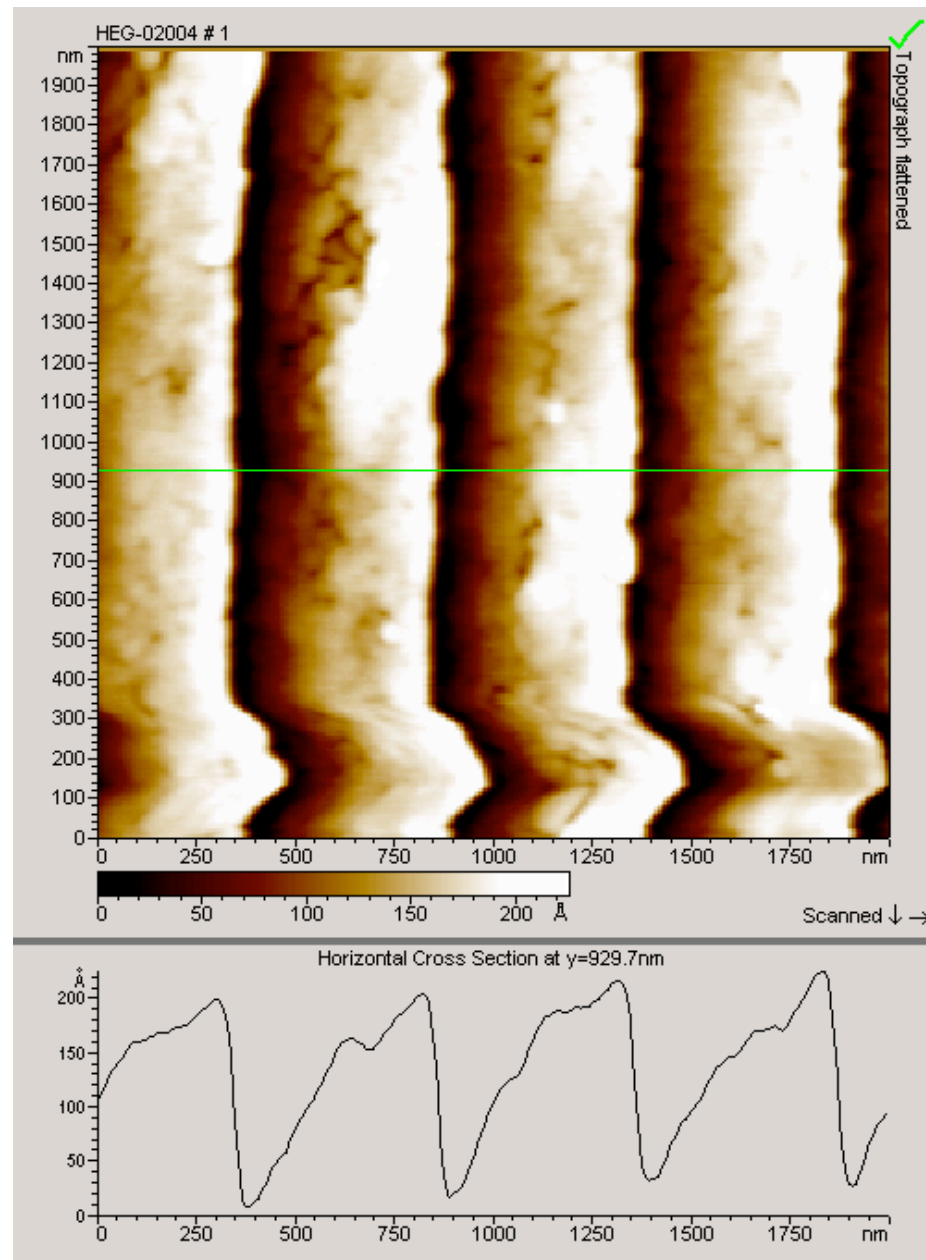 HEG-02004 # 1
Topograph flattened
nm
1900
1800
1700
1600
1500
1400
1300
1200
1100
1000
900
800
700
600
500
400
300
200
100
0
0 250 500 750 1000 1250 1500 1750 nm
0 50 100 150 200 Å
Scanned ↓ →
Horizontal Cross Section at y=929.7nm
Å
200
150
100
50
0
0 250 500 750 1000 1250 1500 1750 nm